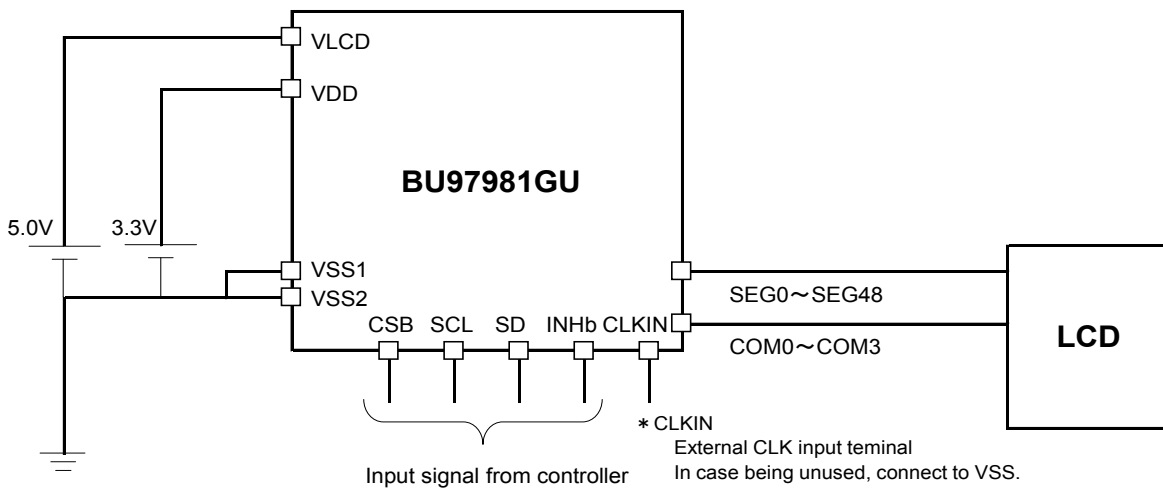 VLCD
VDD
BU97981GU
5.0V
3.3V
VSS1
VSS2
CSB SCL SD INHb CLKIN
SEG0～SEG48
COM0～COM3
LCD
* CLKIN
External CLK input teminal
In case being unused, connect to VSS.
Input signal from controller